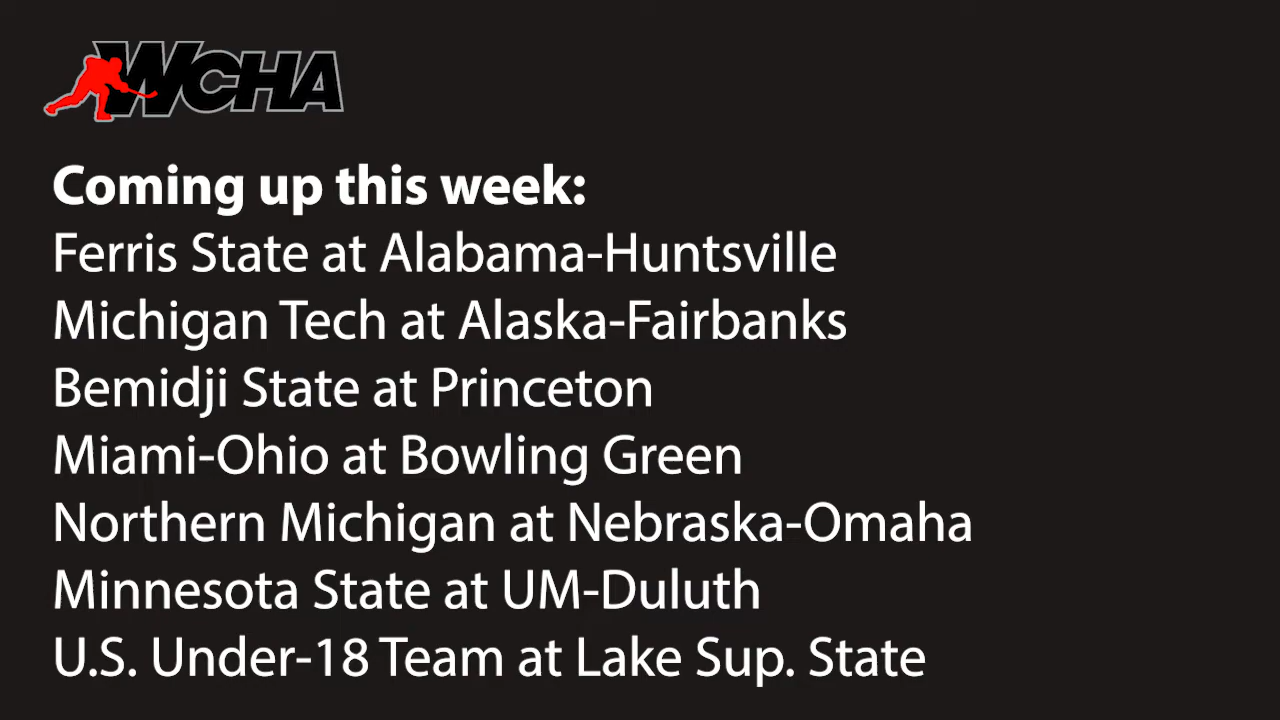 WCHA
Coming up this week:
Ferris State at Alabama-Huntsville
Michigan Tech at Alaska-Fairbanks
Bemidji State at Princeton
Miami-Ohio at Bowling Green
Northern Michigan at Nebraska-Omaha
Minnesota State at UM-Duluth
U.S. Under-18 Team at Lake Sup. State